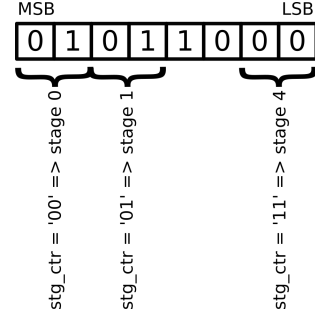 MSB LSB
0 1 0 1 1 0 0 0
stg_ctr = '00' => stage 0
stg_ctr = '01' => stage 1
stg_ctr = '11' => stage 4